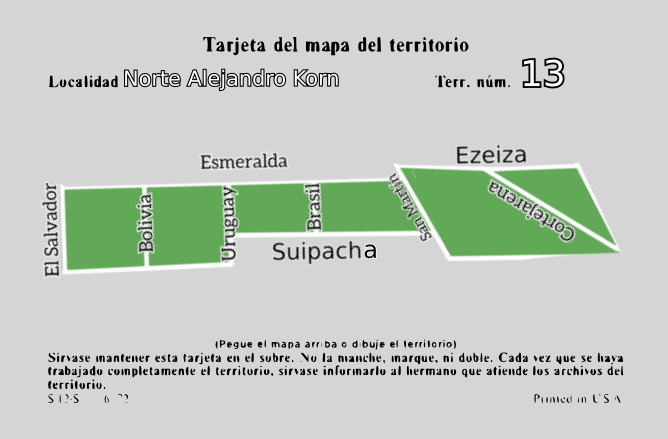 Tarjeta del mapa del territorio
Localidad Norte Alejandro Korn Terr. núm. 13
Esmeralda
Ezeiza
El Salvador
Bolivia
Uruguay
Brasil
San Martín
Cortejarena
Suipacha
(Pegue el mapa arriba o dibuje el territorio)
Sírvase mantener esta tarjeta en el sobre. No la manche, marque, ni doble. Cada vez que se haya
trabajado completamente el territorio, sírvase informarlo al hermano que atiende los archivos del
territorio.
S-12-S 6-72 Printed in U.S.A.